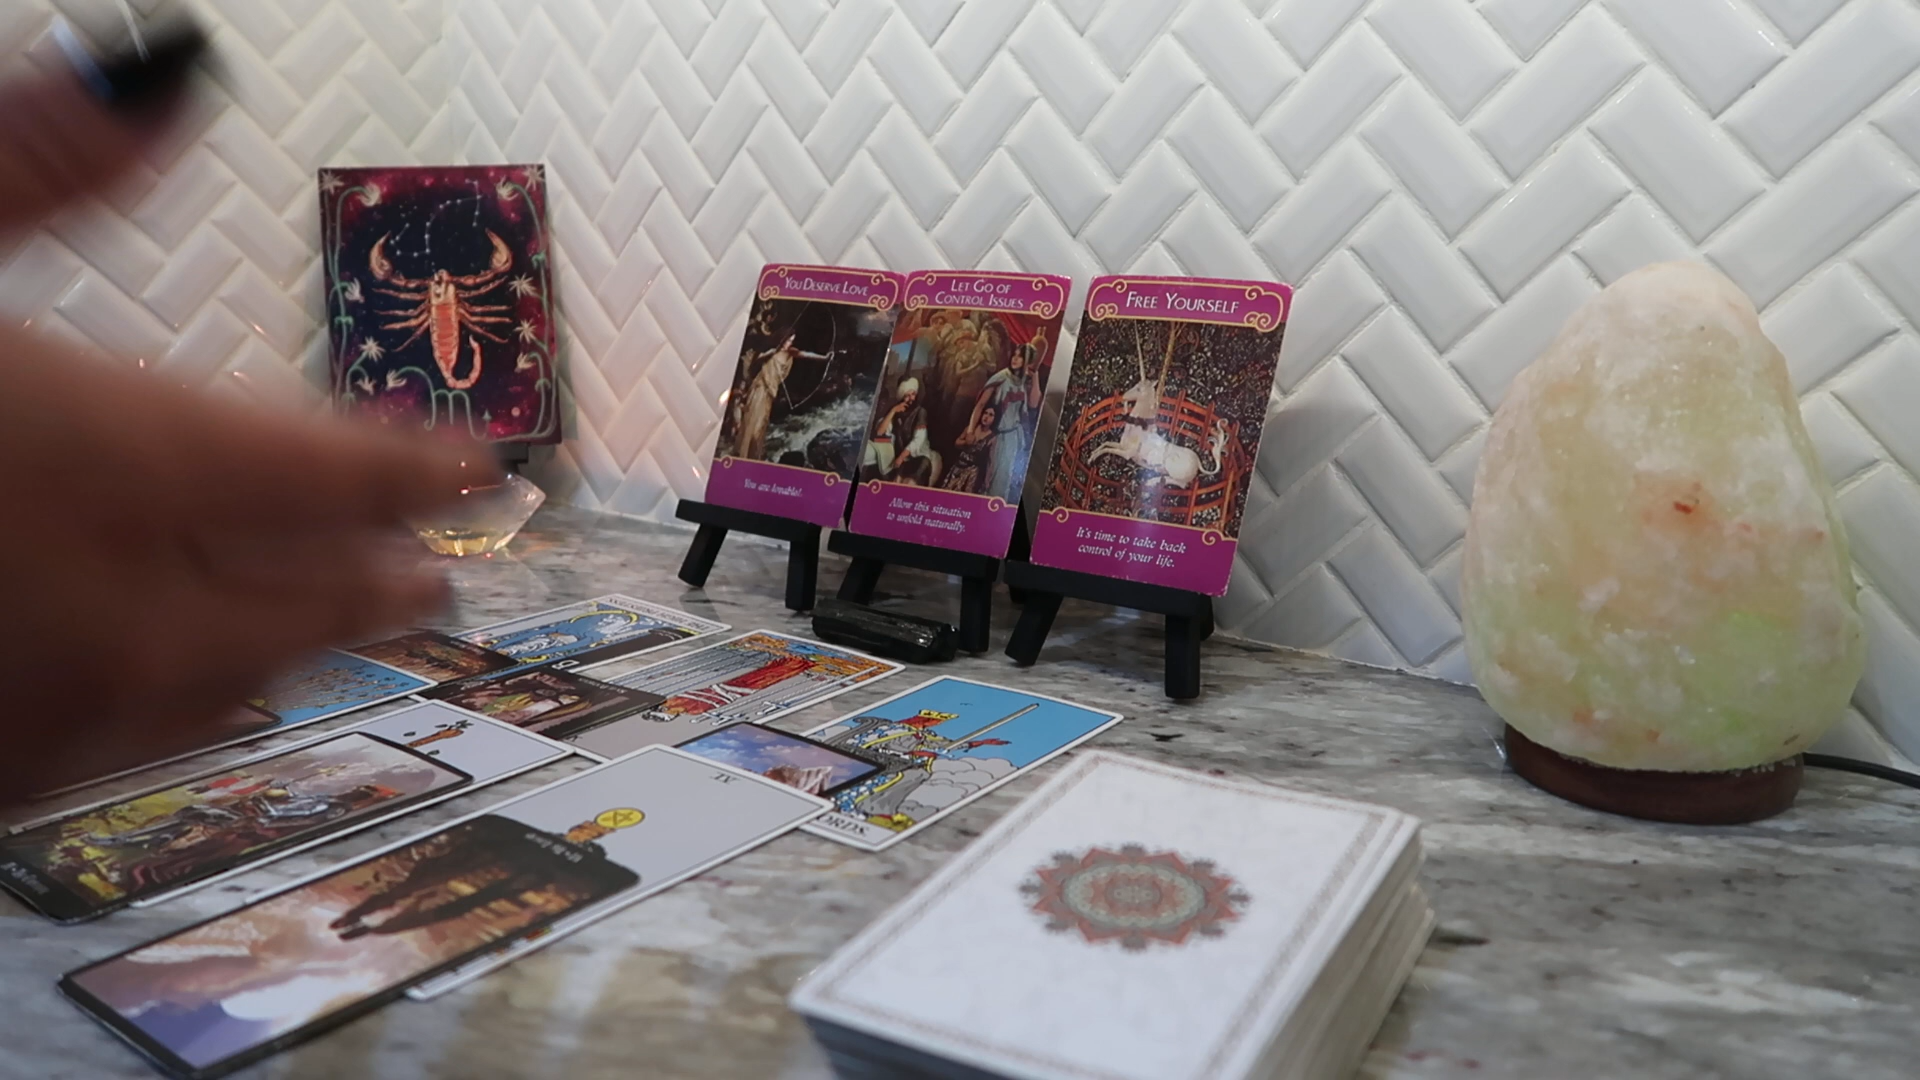 YOU DESERVE LOVE
You are lovable!
LET GO OF
CONTROL ISSUES
Allow this situation
to unfold naturally.
FREE YOURSELF
It's time to take back
control of your life.
IV